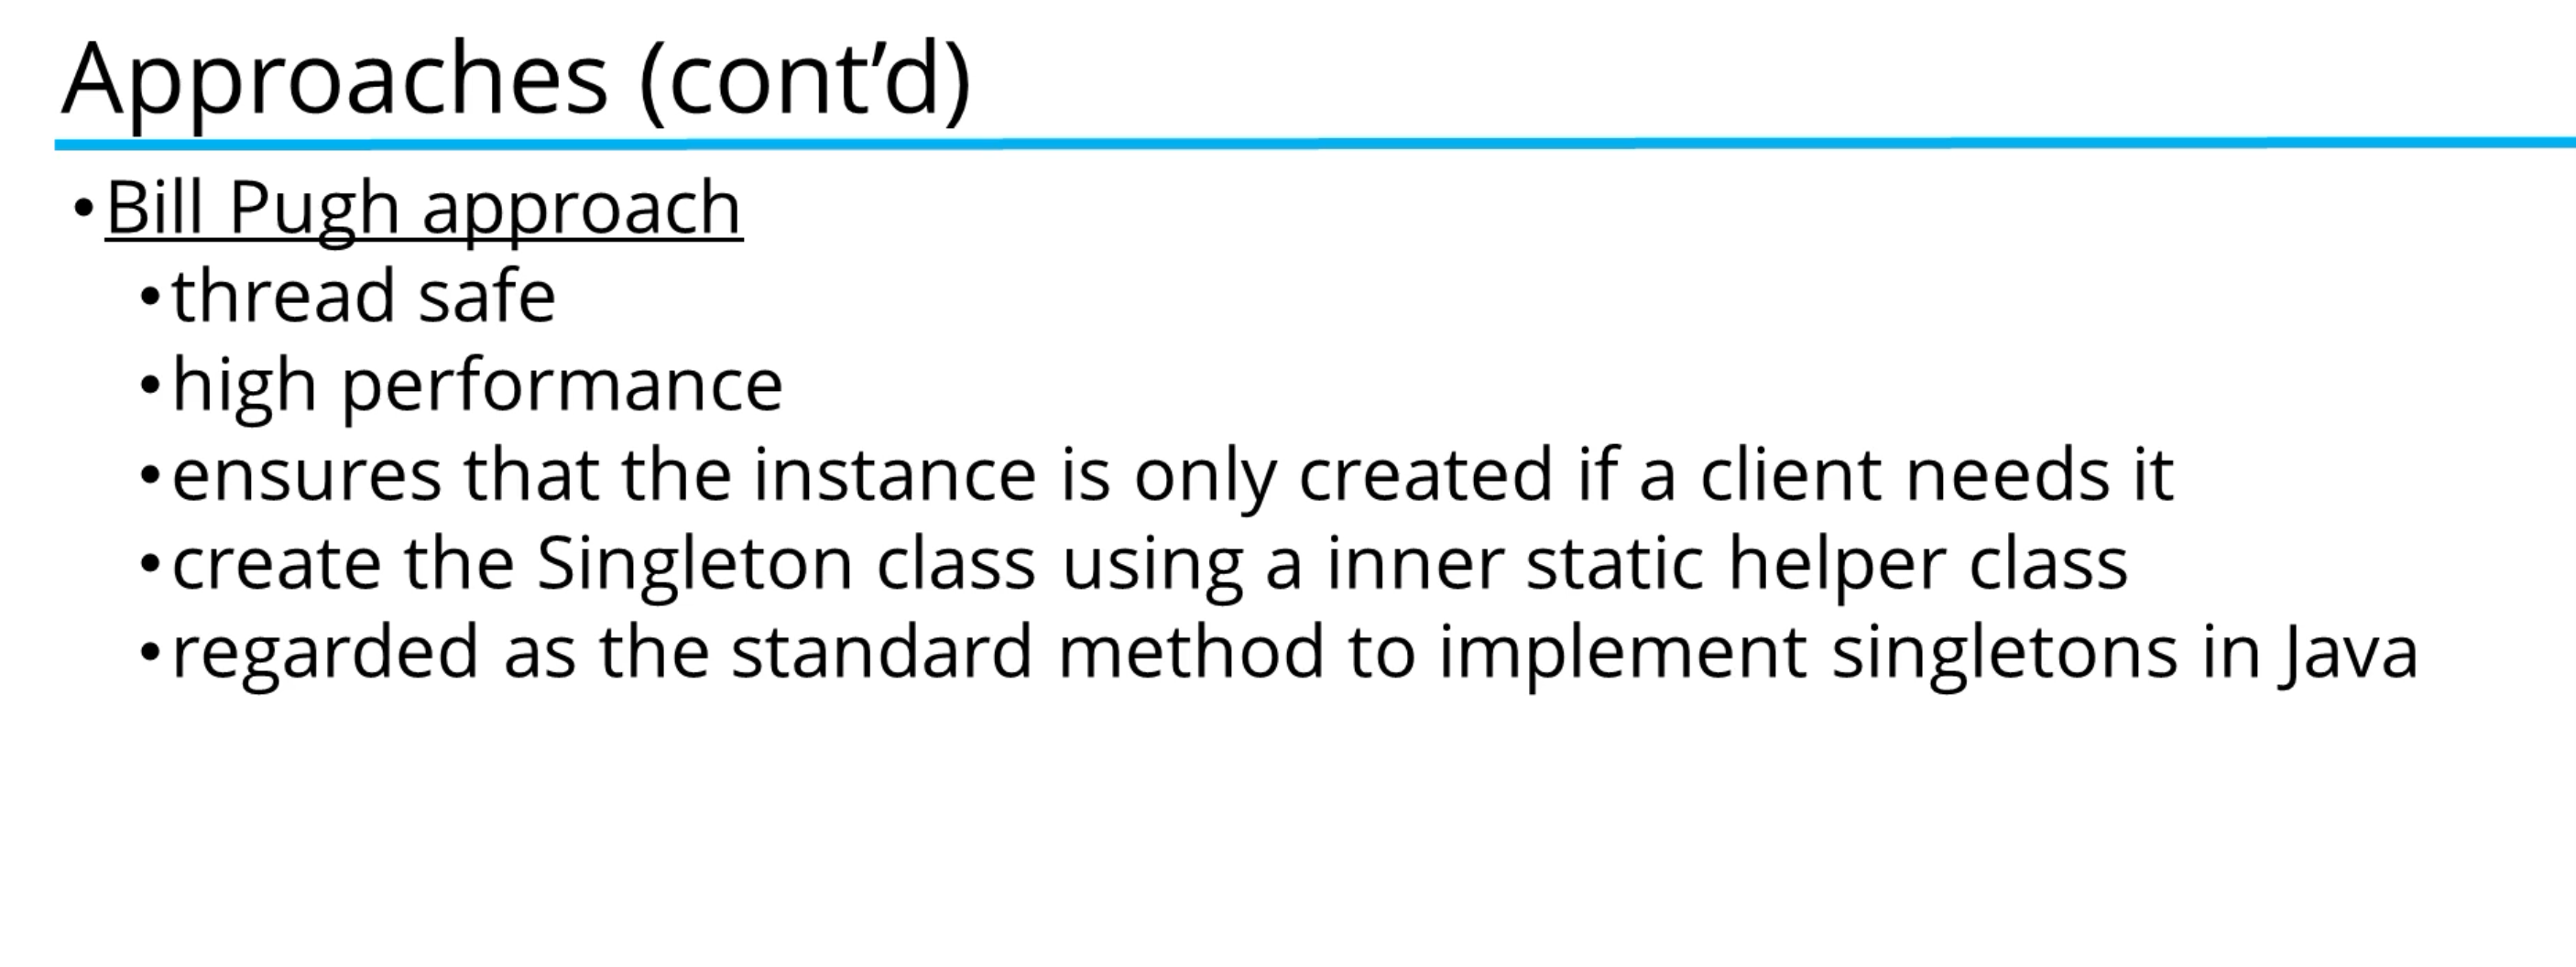 Approaches (cont’d)
•Bill Pugh approach
•thread safe
•high performance
•ensures that the instance is only created if a client needs it
•create the Singleton class using a inner static helper class
•regarded as the standard method to implement singletons in Java